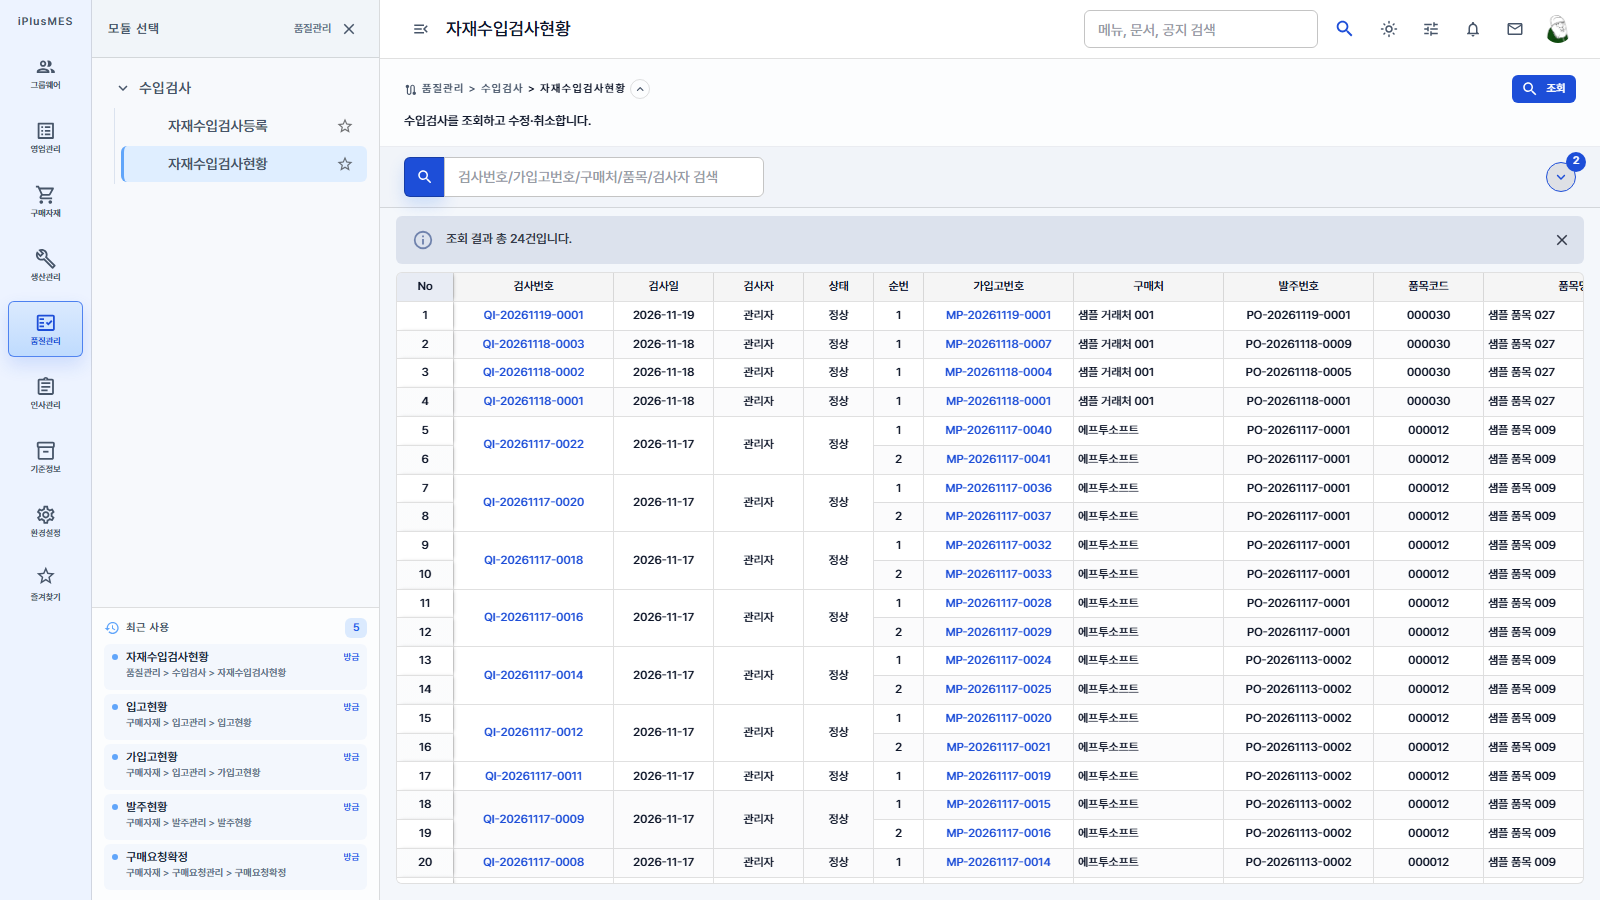 iPlusMES
모듈 선택
품질관리
자재수입검사현황
메뉴, 문서, 공지 검색
그룹웨어
영업관리
구매자재
생산관리
품질관리
인사관리
기준정보
환경설정
즐겨찾기
수입검사
자재수입검사등록
자재수입검사현황
최근 사용
5
자재수입검사현황
방금
품질관리 > 수입검사 > 자재수입검사현황
입고현황
방금
구매자재 > 입고관리 > 입고현황
가입고현황
방금
구매자재 > 입고관리 > 가입고현황
발주현황
방금
구매자재 > 발주관리 > 발주현황
구매요청확정
방금
구매자재 > 구매요청관리 > 구매요청확정
품질관리 > 수입검사 > 자재수입검사현황
조회
수입검사를 조회하고 수정·취소합니다.
검사번호/가입고번호/구매처/품목/검사자 검색
2
조회 결과 총 24건입니다.
No 검사번호 검사일 검사자 상태 순번 가입고번호 구매처 발주번호 품목코드 품목명
1 QI-20261119-0001 2026-11-19 관리자 정상 1 MP-20261119-0001 샘플 거래처 001 PO-20261119-0001 000030 샘플 품목 027
2 QI-20261118-0003 2026-11-18 관리자 정상 1 MP-20261118-0007 샘플 거래처 001 PO-20261118-0009 000030 샘플 품목 027
3 QI-20261118-0002 2026-11-18 관리자 정상 1 MP-20261118-0004 샘플 거래처 001 PO-20261118-0005 000030 샘플 품목 027
4 QI-20261118-0001 2026-11-18 관리자 정상 1 MP-20261118-0001 샘플 거래처 001 PO-20261118-0001 000030 샘플 품목 027
5 QI-20261117-0022 2026-11-17 관리자 정상 1 MP-20261117-0040 에프투소프트 PO-20261117-0001 000012 샘플 품목 009
6 2 MP-20261117-0041 에프투소프트 PO-20261117-0001 000012 샘플 품목 009
7 QI-20261117-0020 2026-11-17 관리자 정상 1 MP-20261117-0036 에프투소프트 PO-20261117-0001 000012 샘플 품목 009
8 2 MP-20261117-0037 에프투소프트 PO-20261117-0001 000012 샘플 품목 009
9 QI-20261117-0018 2026-11-17 관리자 정상 1 MP-20261117-0032 에프투소프트 PO-20261117-0001 000012 샘플 품목 009
10 2 MP-20261117-0033 에프투소프트 PO-20261117-0001 000012 샘플 품목 009
11 QI-20261117-0016 2026-11-17 관리자 정상 1 MP-20261117-0028 에프투소프트 PO-20261117-0001 000012 샘플 품목 009
12 2 MP-20261117-0029 에프투소프트 PO-20261117-0001 000012 샘플 품목 009
13 QI-20261117-0014 2026-11-17 관리자 정상 1 MP-20261117-0024 에프투소프트 PO-20261113-0002 000012 샘플 품목 009
14 2 MP-20261117-0025 에프투소프트 PO-20261113-0002 000012 샘플 품목 009
15 QI-20261117-0012 2026-11-17 관리자 정상 1 MP-20261117-0020 에프투소프트 PO-20261113-0002 000012 샘플 품목 009
16 2 MP-20261117-0021 에프투소프트 PO-20261113-0002 000012 샘플 품목 009
17 QI-20261117-0011 2026-11-17 관리자 정상 1 MP-20261117-0019 에프투소프트 PO-20261113-0002 000012 샘플 품목 009
18 QI-20261117-0009 2026-11-17 관리자 정상 1 MP-20261117-0015 에프투소프트 PO-20261113-0002 000012 샘플 품목 009
19 2 MP-20261117-0016 에프투소프트 PO-20261113-0002 000012 샘플 품목 009
20 QI-20261117-0008 2026-11-17 관리자 정상 1 MP-20261117-0014 에프투소프트 PO-20261113-0002 000012 샘플 품목 009